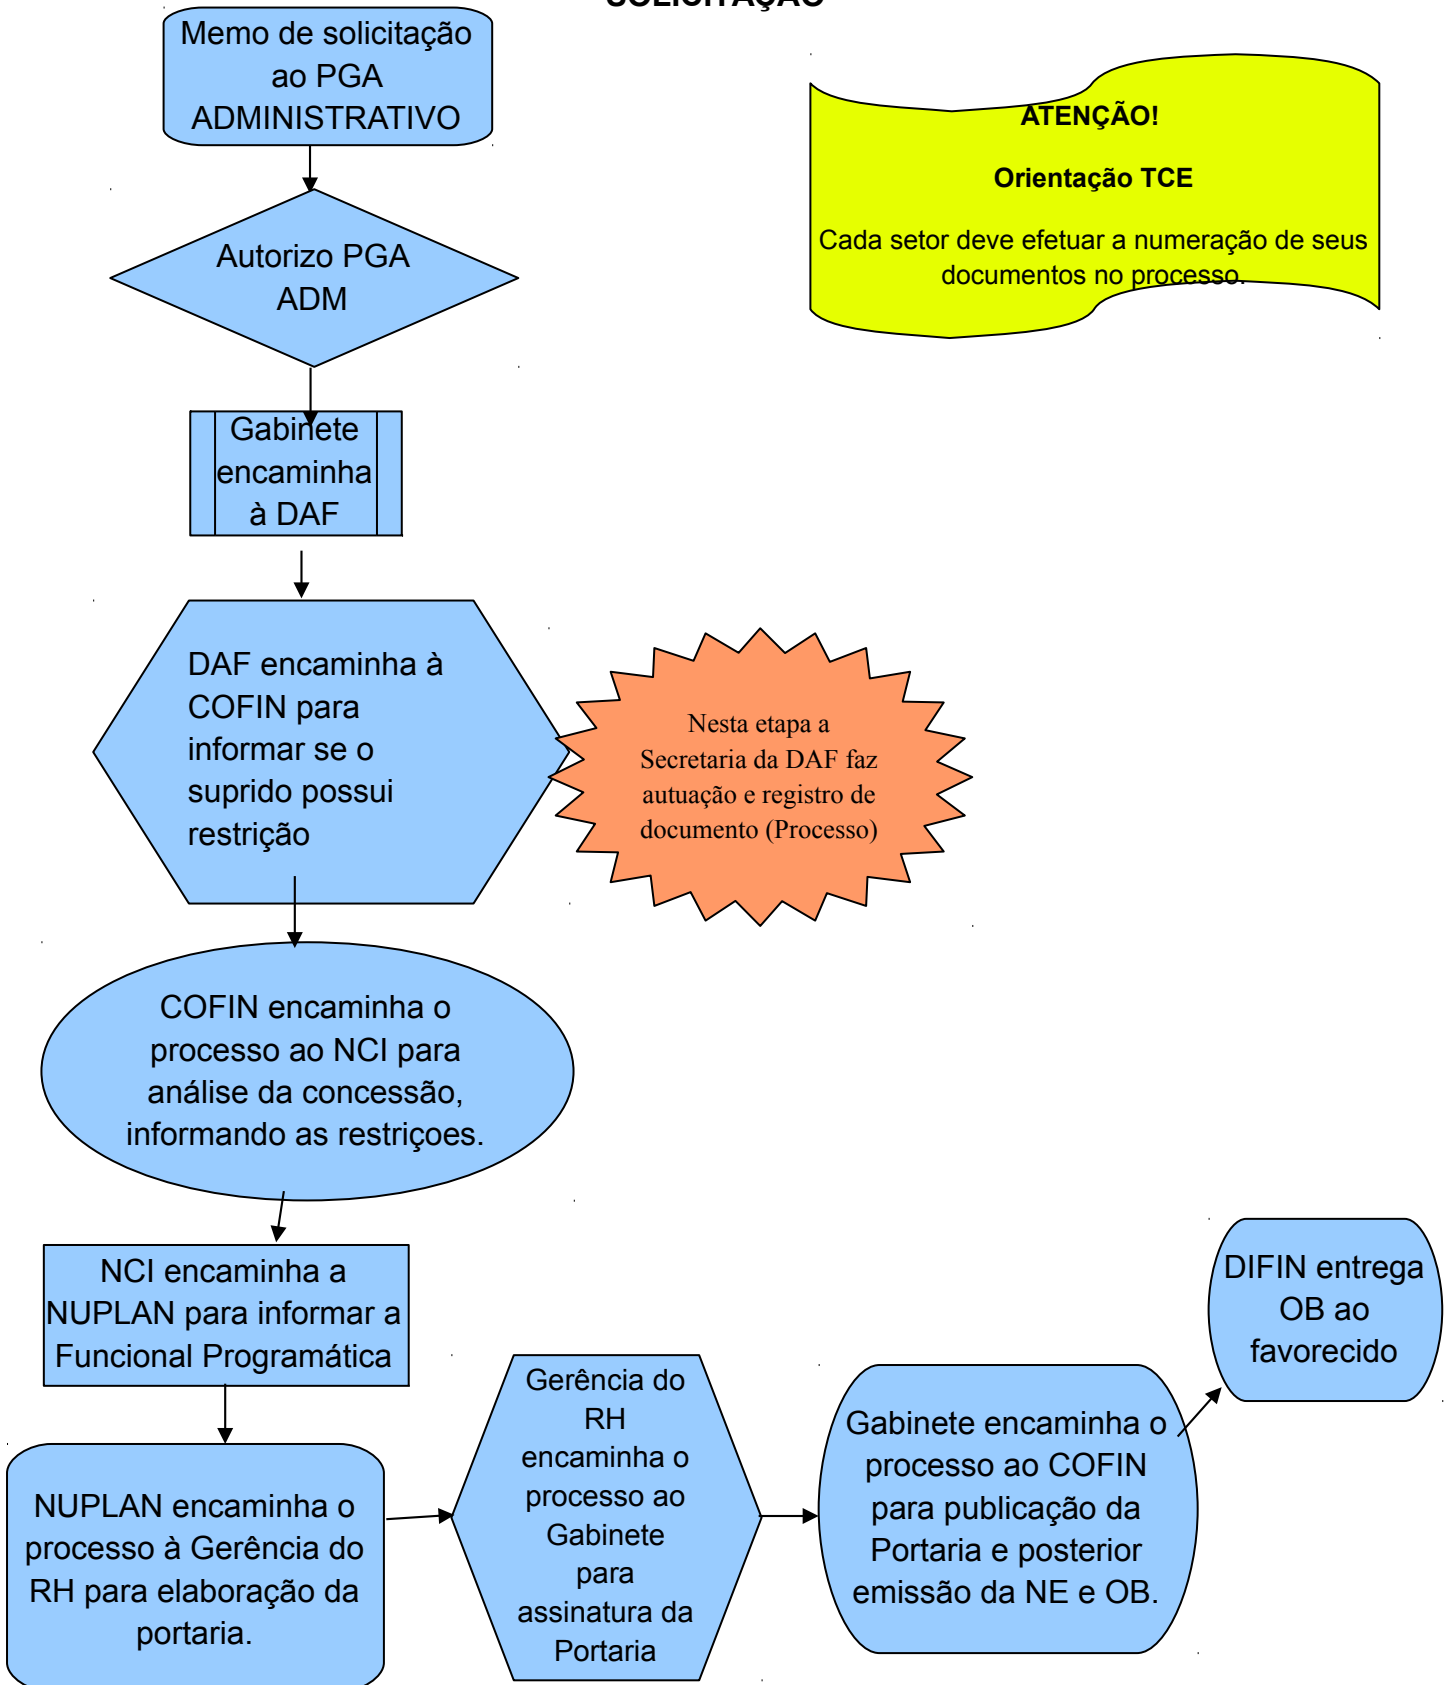 SOLICITAÇÃO
Memo de solicitação
ao PGA
ADMINISTRATIVO
ATENÇÃO!
Orientação TCE
Cada setor deve efetuar a numeração de seus
documentos no processo.
Autorizo PGA
ADM
Gabinete
encaminha
à DAF
DAF encaminha à
COFIN para
informar se o
suprido possui
restrição
Nesta etapa a
Secretaria da DAF faz
autuação e registro de
documento (Processo)
COFIN encaminha o
processo ao NCI para
análise da concessão,
informando as restriçoes.
NCI encaminha a
NUPLAN para informar a
Funcional Programática
NUPLAN encaminha o
processo à Gerência do
RH para elaboração da
portaria.
Gerência do
RH
encaminha o
processo ao
Gabinete
para
assinatura da
Portaria
Gabinete encaminha o
processo ao COFIN
para publicação da
Portaria e posterior
emissão da NE e OB.
DIFIN entrega
OB ao
favorecido